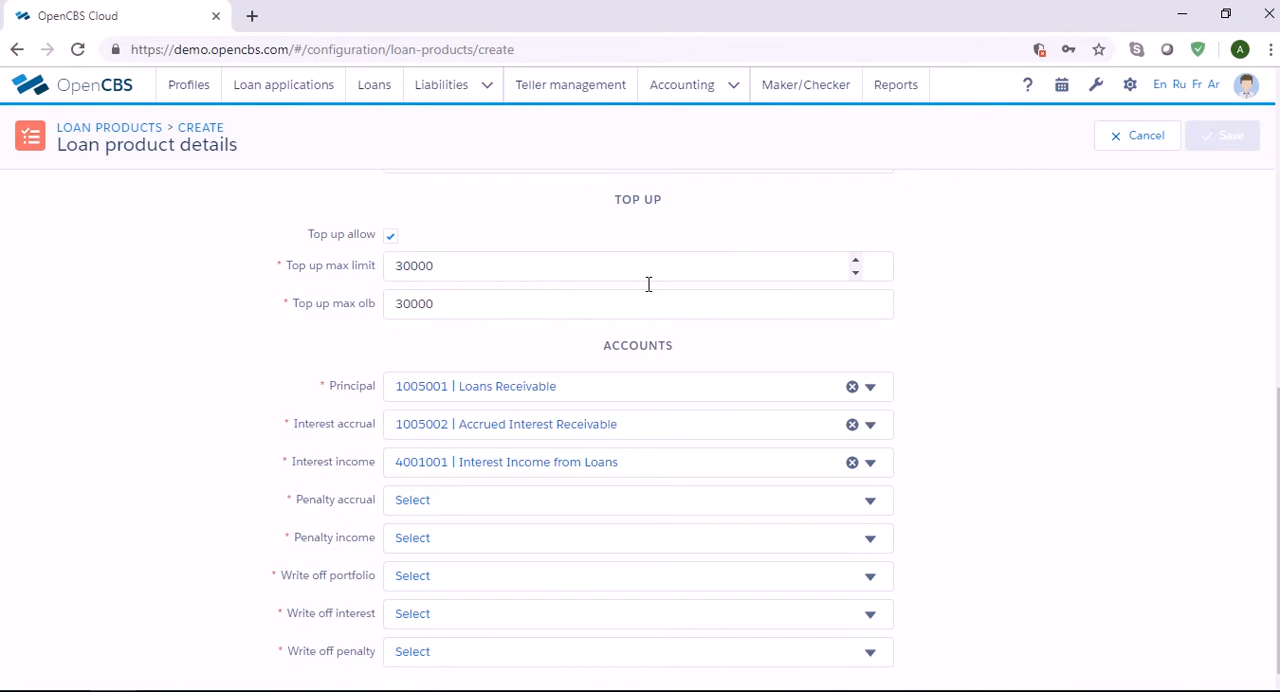 OpenCBS Cloud
https://demo.opencbs.com/#/configuration/loan-products/create
A
OpenCBS
Profiles
Loan applications
Loans
Liabilities
Teller management
Accounting
Maker/Checker
Reports
?
En Ru Fr Ar
LOAN PRODUCTS > CREATE
Loan product details
Cancel
Save
TOP UP
Top up allow
* Top up max limit 30000
* Top up max olb 30000
ACCOUNTS
* Principal 1005001 | Loans Receivable
* Interest accrual 1005002 | Accrued Interest Receivable
* Interest income 4001001 | Interest Income from Loans
* Penalty accrual Select
* Penalty income Select
* Write off portfolio Select
* Write off interest Select
* Write off penalty Select